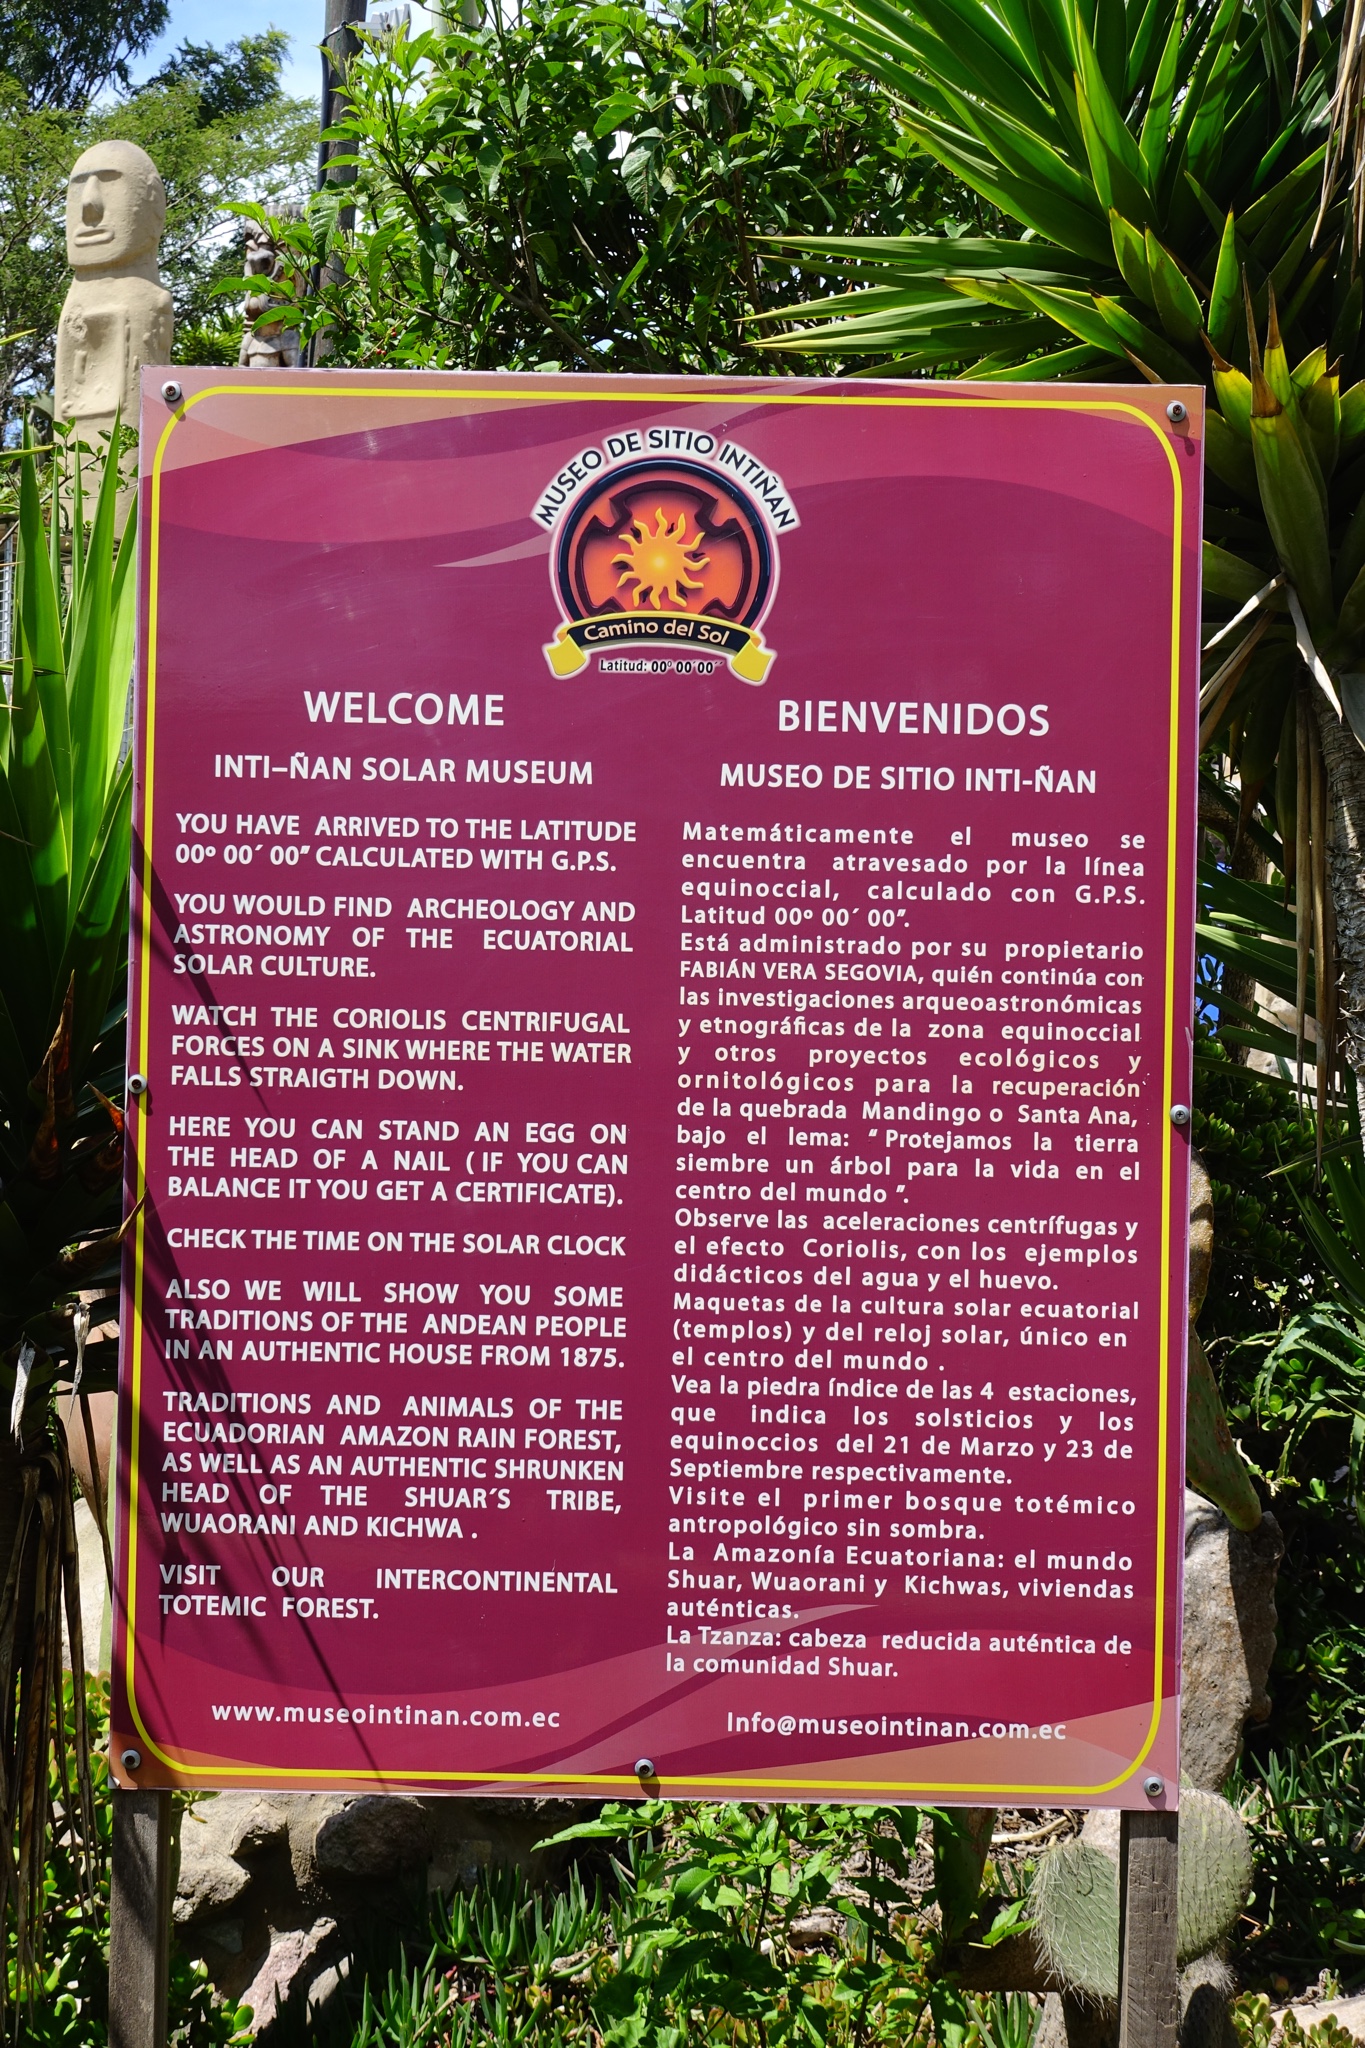 MUSEO DE SITIO INTIÑAN
Camino del Sol
Latitud: 00º 00´00´´
WELCOME
INTI–ÑAN SOLAR MUSEUM
YOU HAVE ARRIVED TO THE LATITUDE
00º 00´ 00” CALCULATED WITH G.P.S.
YOU WOULD FIND ARCHEOLOGY AND
ASTRONOMY OF THE ECUATORIAL
SOLAR CULTURE.
WATCH THE CORIOLIS CENTRIFUGAL
FORCES ON A SINK WHERE THE WATER
FALLS STRAIGTH DOWN.
HERE YOU CAN STAND AN EGG ON
THE HEAD OF A NAIL ( IF YOU CAN
BALANCE IT YOU GET A CERTIFICATE).
CHECK THE TIME ON THE SOLAR CLOCK
ALSO WE WILL SHOW YOU SOME
TRADITIONS OF THE ANDEAN PEOPLE
IN AN AUTHENTIC HOUSE FROM 1875.
TRADITIONS AND ANIMALS OF THE
ECUADORIAN AMAZON RAIN FOREST,
AS WELL AS AN AUTHENTIC SHRUNKEN
HEAD OF THE SHUAR´S TRIBE,
WUAORANI AND KICHWA .
VISIT OUR INTERCONTINENTAL
TOTEMIC FOREST.
www.museointinan.com.ec
BIENVENIDOS
MUSEO DE SITIO INTI-ÑAN
Matemáticamente el museo se
encuentra atravesado por la línea
equinoccial, calculado con G.P.S.
Latitud 00º 00´ 00”.
Está administrado por su propietario
FABIÁN VERA SEGOVIA, quién continúa con
las investigaciones arqueoastronómicas
y etnográficas de la zona equinoccial
y otros proyectos ecológicos y
ornitológicos para la recuperación
de la quebrada Mandingo o Santa Ana,
bajo el lema: “ Protejamos la tierra
siembre un árbol para la vida en el
centro del mundo ”.
Observe las aceleraciones centrífugas y
el efecto Coriolis, con los ejemplos
didácticos del agua y el huevo.
Maquetas de la cultura solar ecuatorial
(templos) y del reloj solar, único en
el centro del mundo .
Vea la piedra índice de las 4 estaciones,
que indica los solsticios y los
equinoccios del 21 de Marzo y 23 de
Septiembre respectivamente.
Visite el primer bosque totémico
antropológico sin sombra.
La Amazonía Ecuatoriana: el mundo
Shuar, Wuaorani y Kichwas, viviendas
auténticas.
La Tzanza: cabeza reducida auténtica de
la comunidad Shuar.
Info@museointinan.com.ec